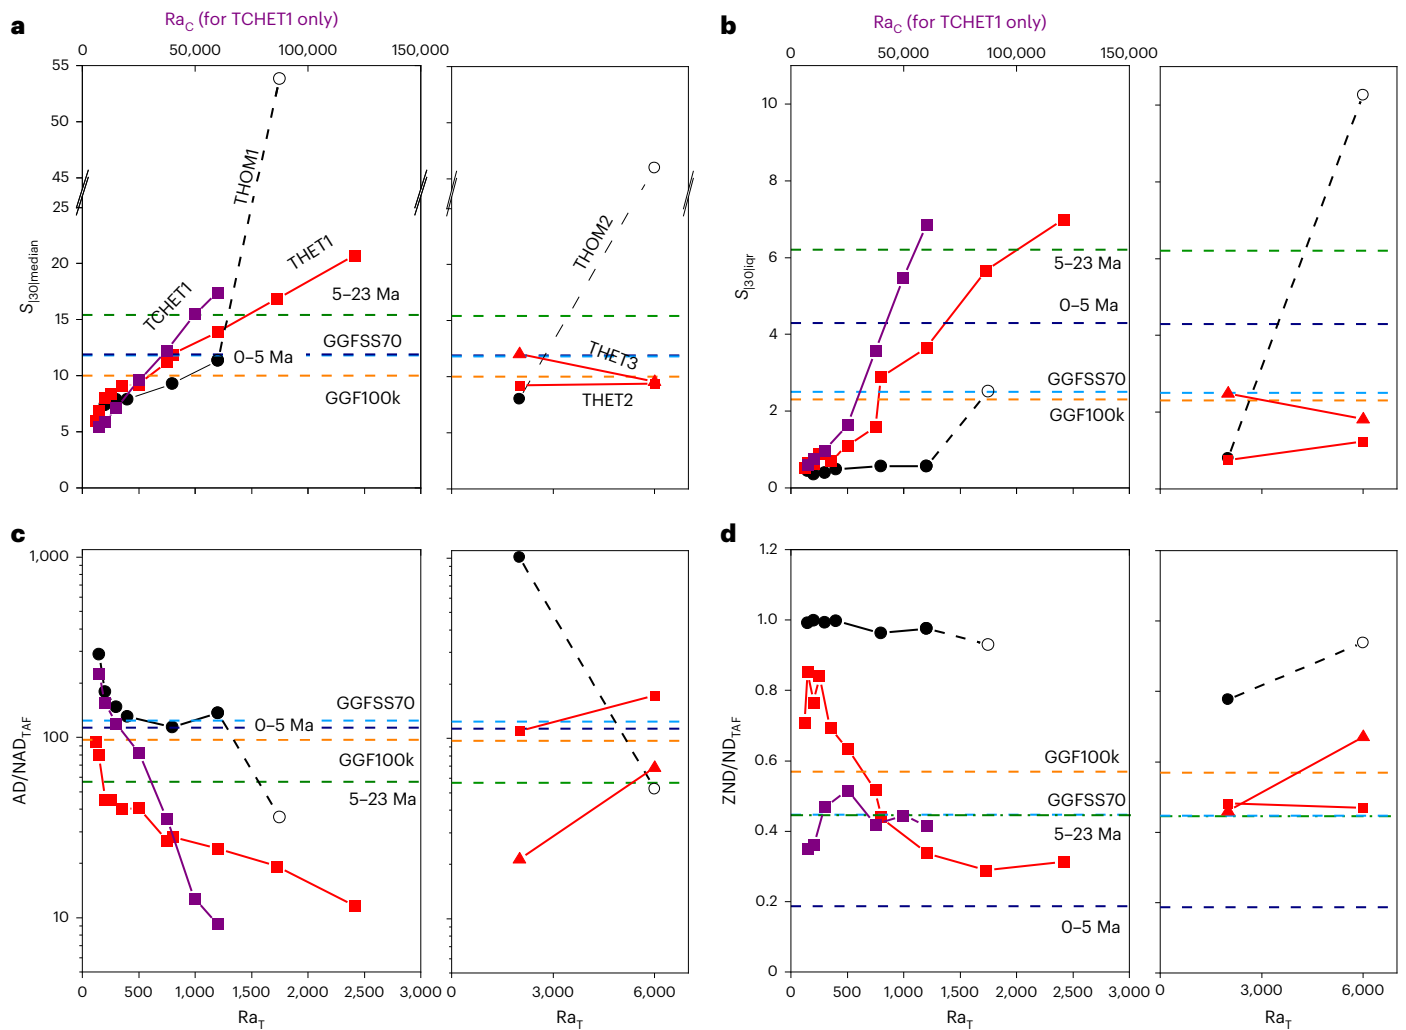 a
Ra_C (for TCHET1 only)
0 50,000 100,000 150,000
55
50
45
25
20
15
10
5
0
S_|30|median
THOM1
THET1
TCHET1
5–23 Ma
GGFSS70
0–5 Ma
GGF100k
THOM2
THET3
THET2
b
Ra_C (for TCHET1 only)
0 50,000 100,000 150,000
10
8
6
4
2
0
S_|30|iqr
5–23 Ma
0–5 Ma
GGFSS70
GGF100k
c
1,000
100
10
AD/NAD_TAF
GGFSS70
0–5 Ma
GGF100k
5–23 Ma
0 500 1,000 1,500 2,000 2,500 3,000
Ra_T
0 3,000 6,000
Ra_T
d
1.2
1.0
0.8
0.6
0.4
0.2
0
ZND/ND_TAF
GGF100k
GGFSS70
5–23 Ma
0–5 Ma
0 500 1,000 1,500 2,000 2,500 3,000
Ra_T
0 3,000 6,000
Ra_T